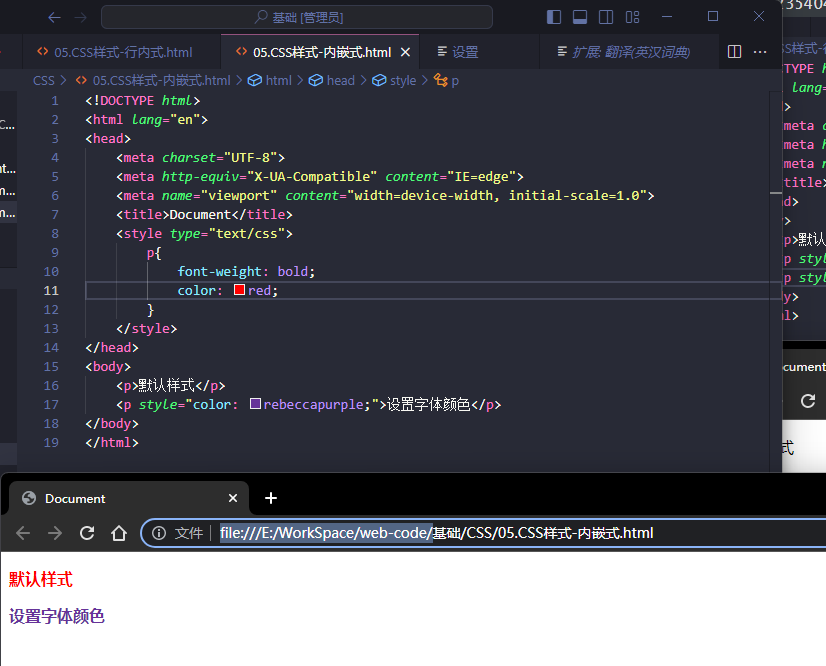 基础 [管理员]
735404
05.CSS样式-行内式.html
05.CSS样式-内嵌式.html
设置
扩展: 翻译(英汉词典)
CSS > 05.CSS样式-内嵌式.html > html > head > style > p
1 <!DOCTYPE html>
2 <html lang="en">
3 <head>
4 <meta charset="UTF-8">
5 <meta http-equiv="X-UA-Compatible" content="IE=edge">
6 <meta name="viewport" content="width=device-width, initial-scale=1.0">
7 <title>Document</title>
8 <style type="text/css">
9 p{
10 font-weight: bold;
11 color: red;
12 }
13 </style>
14 </head>
15 <body>
16 <p>默认样式</p>
17 <p style="color: rebeccapurple;">设置字体颜色</p>
18 </body>
19 </html>
Document
文件 | file:///E:/WorkSpace/web-code/基础/CSS/05.CSS样式-内嵌式.html
默认样式
设置字体颜色